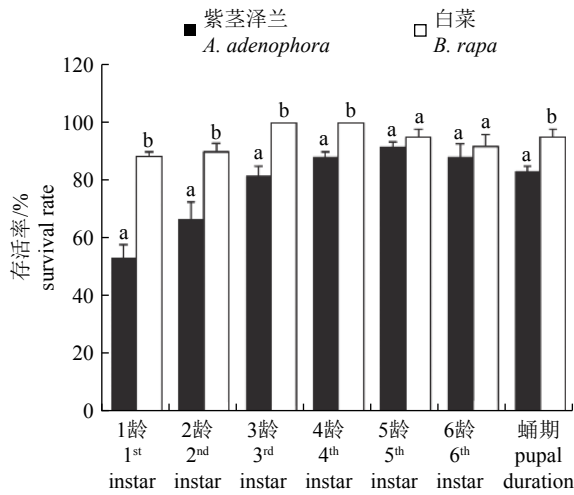 紫茎泽兰
A. adenophora
白菜
B. rapa
存活率/%
survival rate
120
100
80
60
40
20
0
a b
a b
a b
a b
a a
a a
a b
1龄
1st
instar
2龄
2nd
instar
3龄
3rd
instar
4龄
4th
instar
5龄
5th
instar
6龄
6th
instar
蛹期
pupal
duration